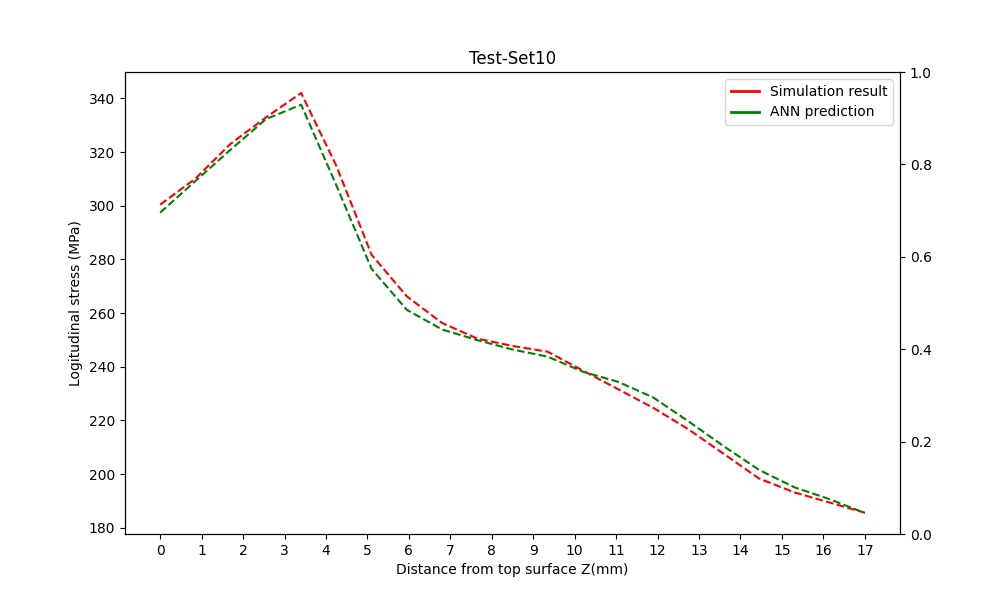 Test-Set10
Simulation result
ANN prediction
Logitudinal stress (MPa)
340
320
300
280
260
240
220
200
180
1.0
0.8
0.6
0.4
0.2
0.0
0 1 2 3 4 5 6 7 8 9 10 11 12 13 14 15 16 17
Distance from top surface Z(mm)